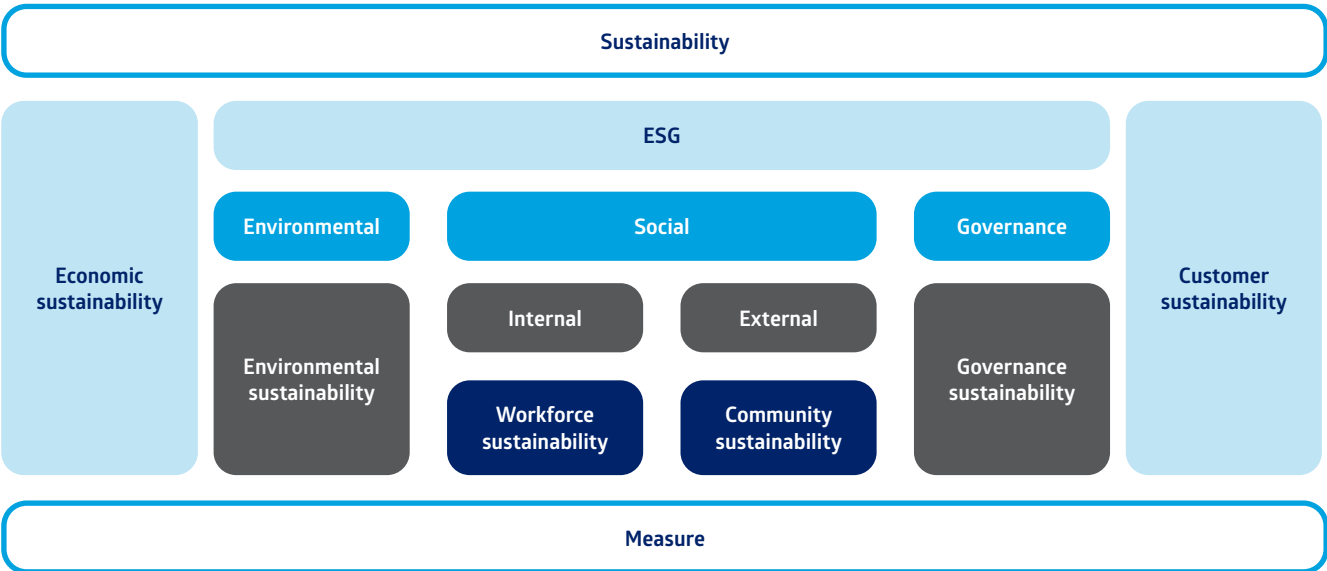 Sustainability
ESG
Environmental
Social
Governance
Economic
sustainability
Customer
sustainability
Internal
External
Environmental
sustainability
Governance
sustainability
Workforce
sustainability
Community
sustainability
Measure